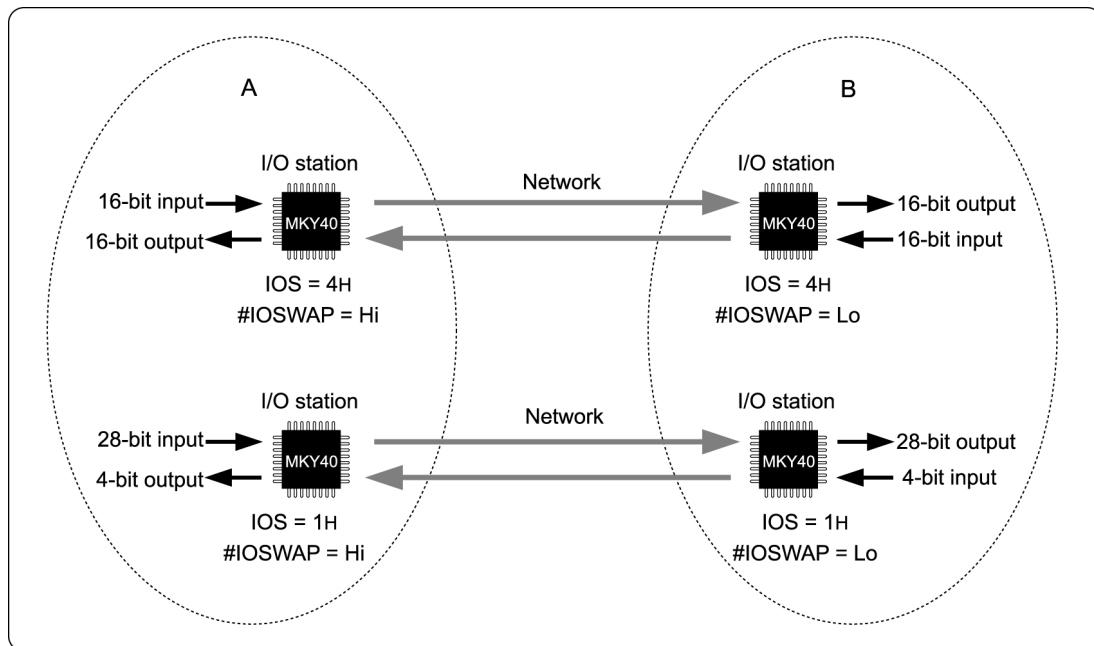 A
B
I/O station
Network
I/O station
16-bit input
MKY40
MKY40
16-bit output
16-bit output
16-bit input
IOS = 4H
#IOSWAP = Hi
IOS = 4H
#IOSWAP = Lo
I/O station
Network
I/O station
28-bit input
MKY40
MKY40
28-bit output
4-bit output
4-bit input
IOS = 1H
#IOSWAP = Hi
IOS = 1H
#IOSWAP = Lo